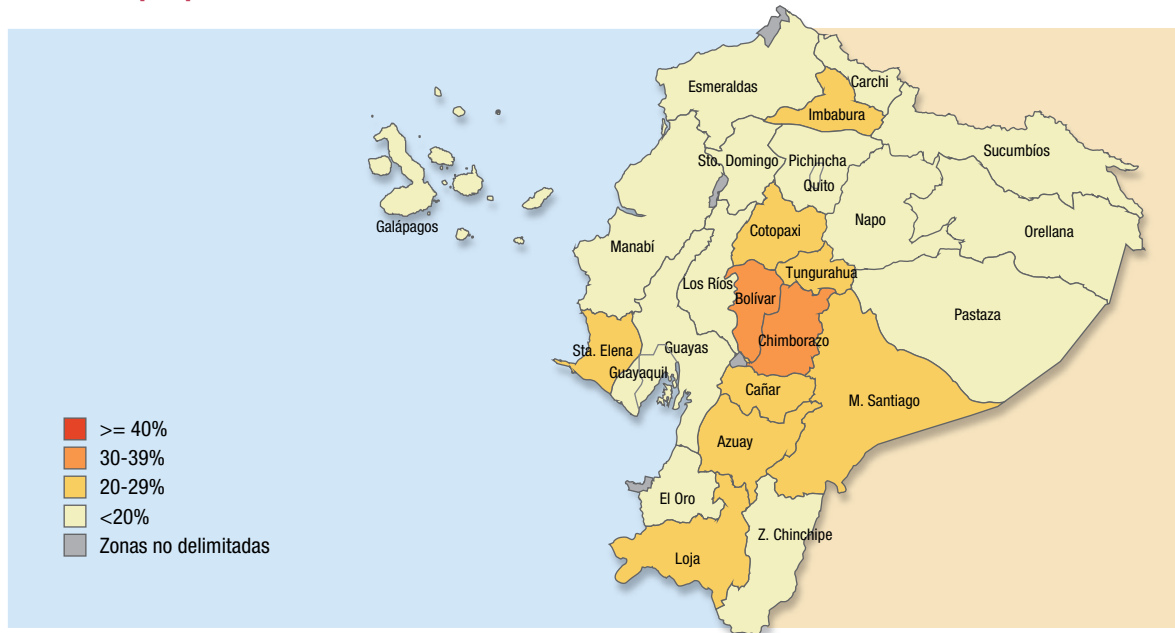 Carchi
Esmeraldas
Imbabura
Sucumbíos
Sto. Domingo
Pichincha
Quito
Galápagos
Napo
Cotopaxi
Orellana
Manabí
Tungurahua
Los Ríos
Bolívar
Pastaza
Chimborazo
Sta. Elena
Guayas
Guayaquil
Cañar
M. Santiago
Azuay
El Oro
Z. Chinchipe
Loja
>= 40%
30-39%
20-29%
<20%
Zonas no delimitadas